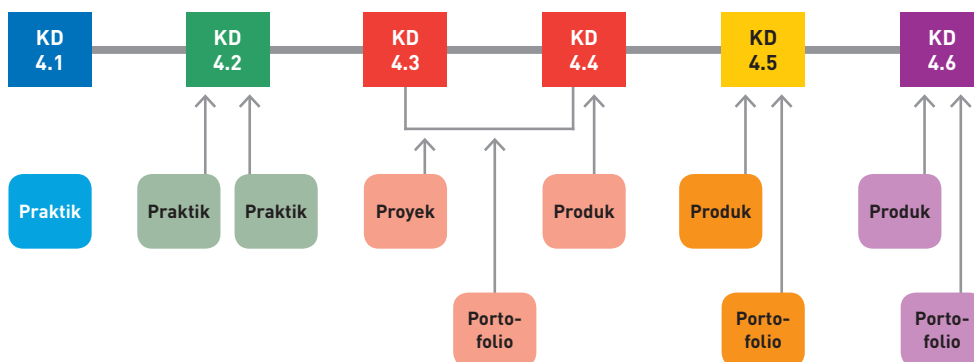 KD
4.1
KD
4.2
KD
4.3
KD
4.4
KD
4.5
KD
4.6
Praktik
Praktik
Praktik
Proyek
Produk
Produk
Produk
Porto-
folio
Porto-
folio
Porto-
folio